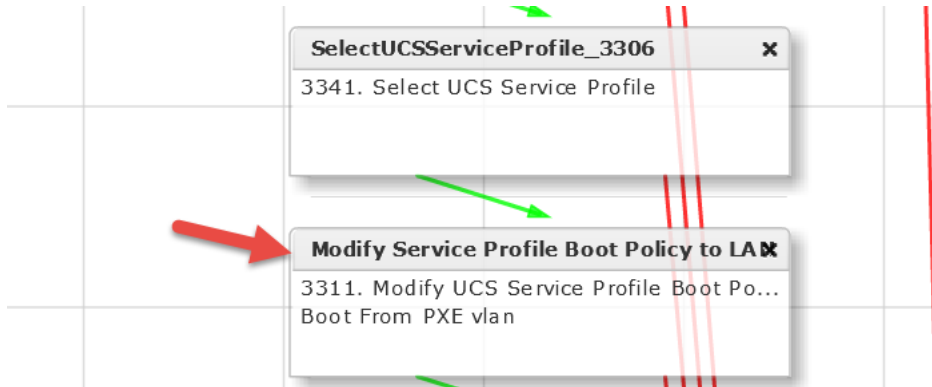 SelectUCSServiceProfile_3306
3341. Select UCS Service Profile
Modify Service Profile Boot Policy to LAN
3311. Modify UCS Service Profile Boot Po...
Boot From PXE vlan